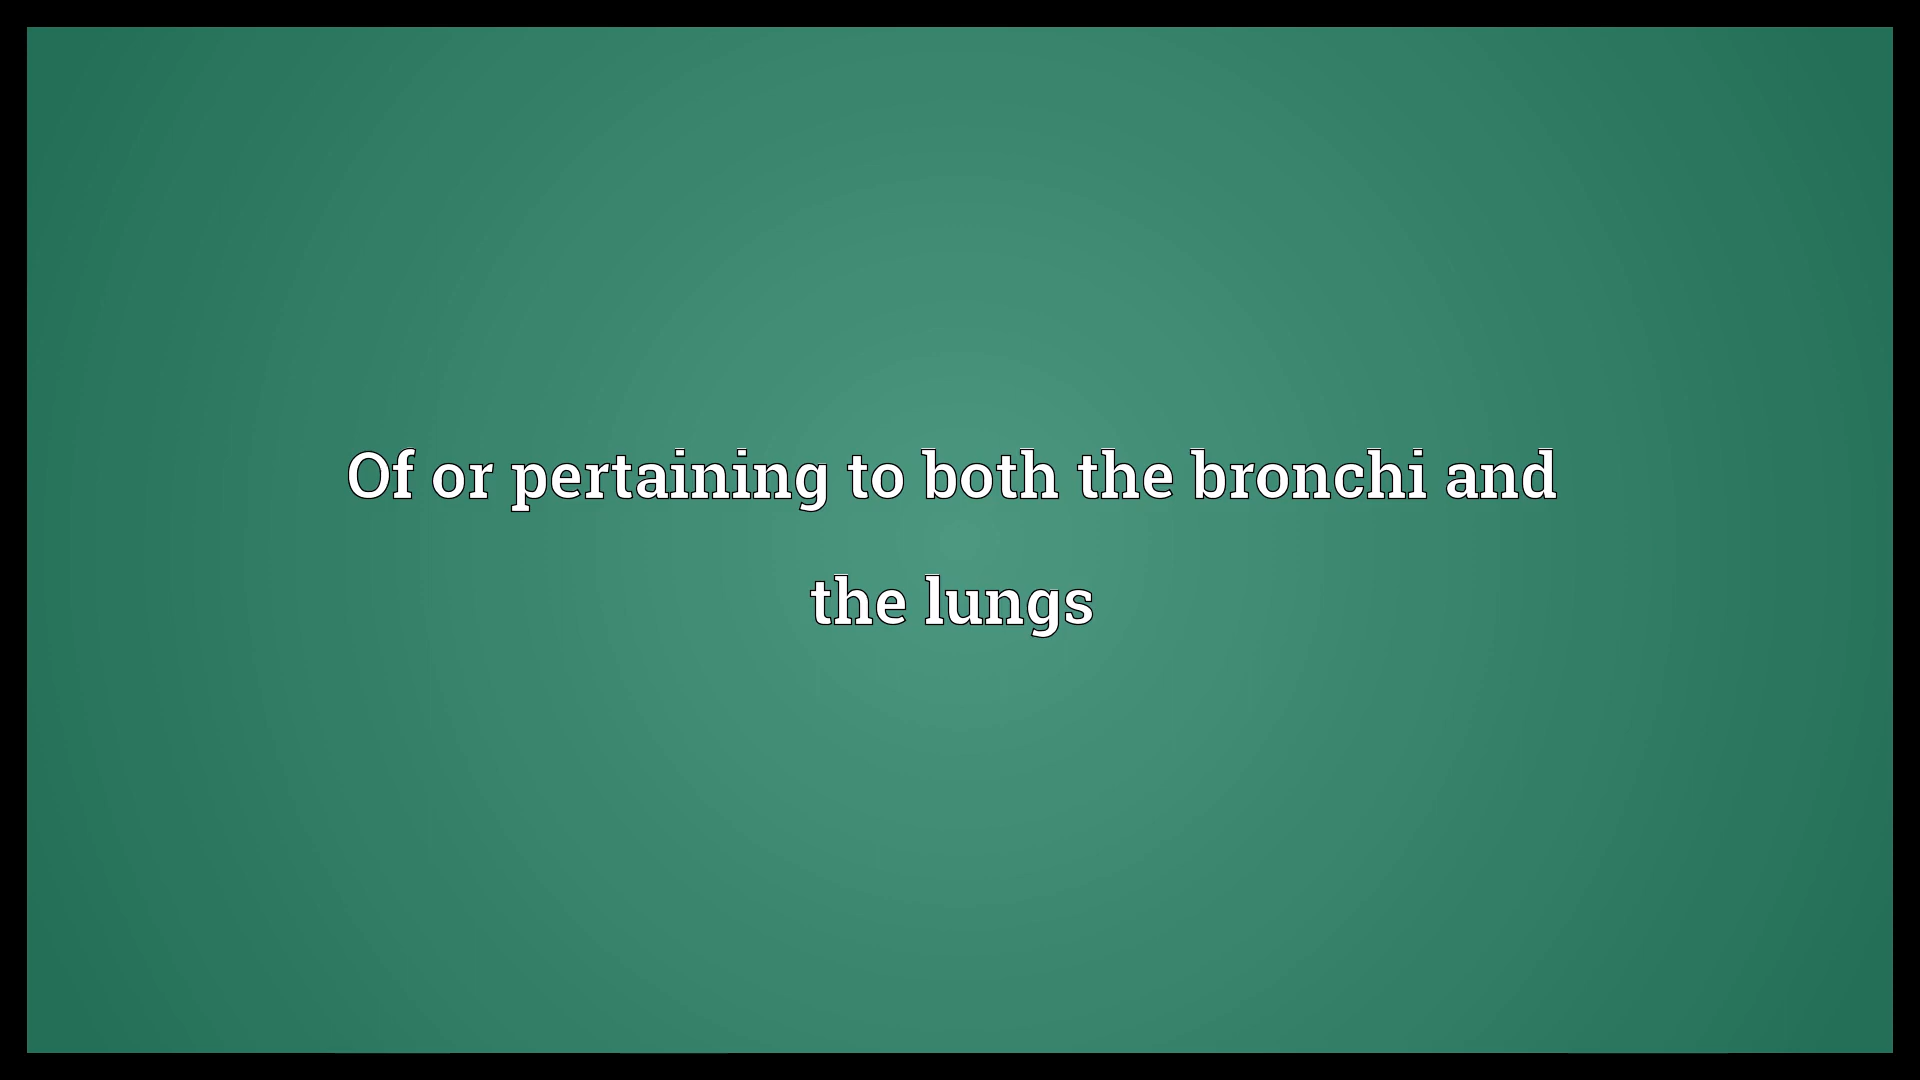 Of or pertaining to both the bronchi and
the lungs